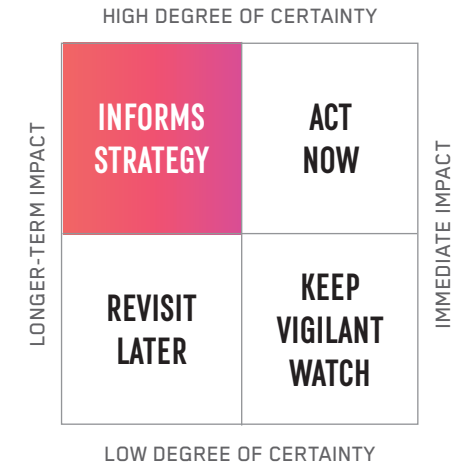 HIGH DEGREE OF CERTAINTY
LONGER-TERM IMPACT
INFORMS
STRATEGY
ACT
NOW
IMMEDIATE IMPACT
REVISIT
LATER
KEEP
VIGILANT
WATCH
LOW DEGREE OF CERTAINTY